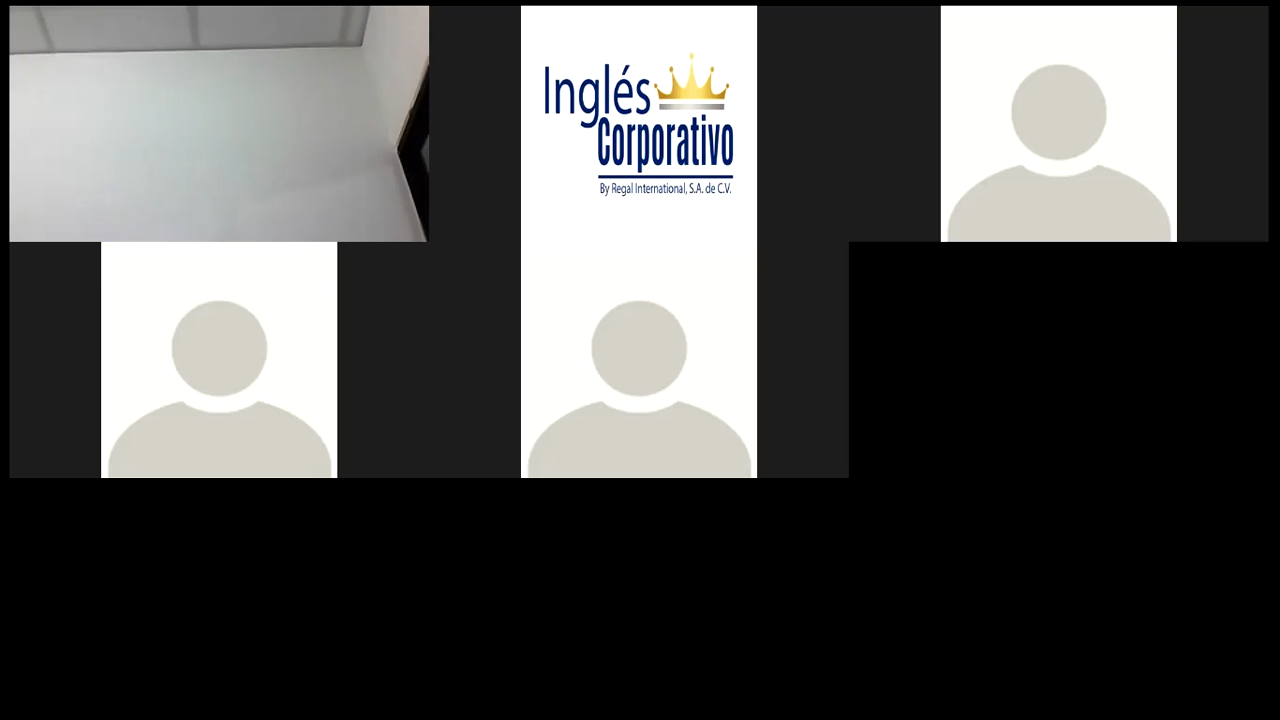 Inglés
Corporativo
By Regal International, S.A. de C.V.